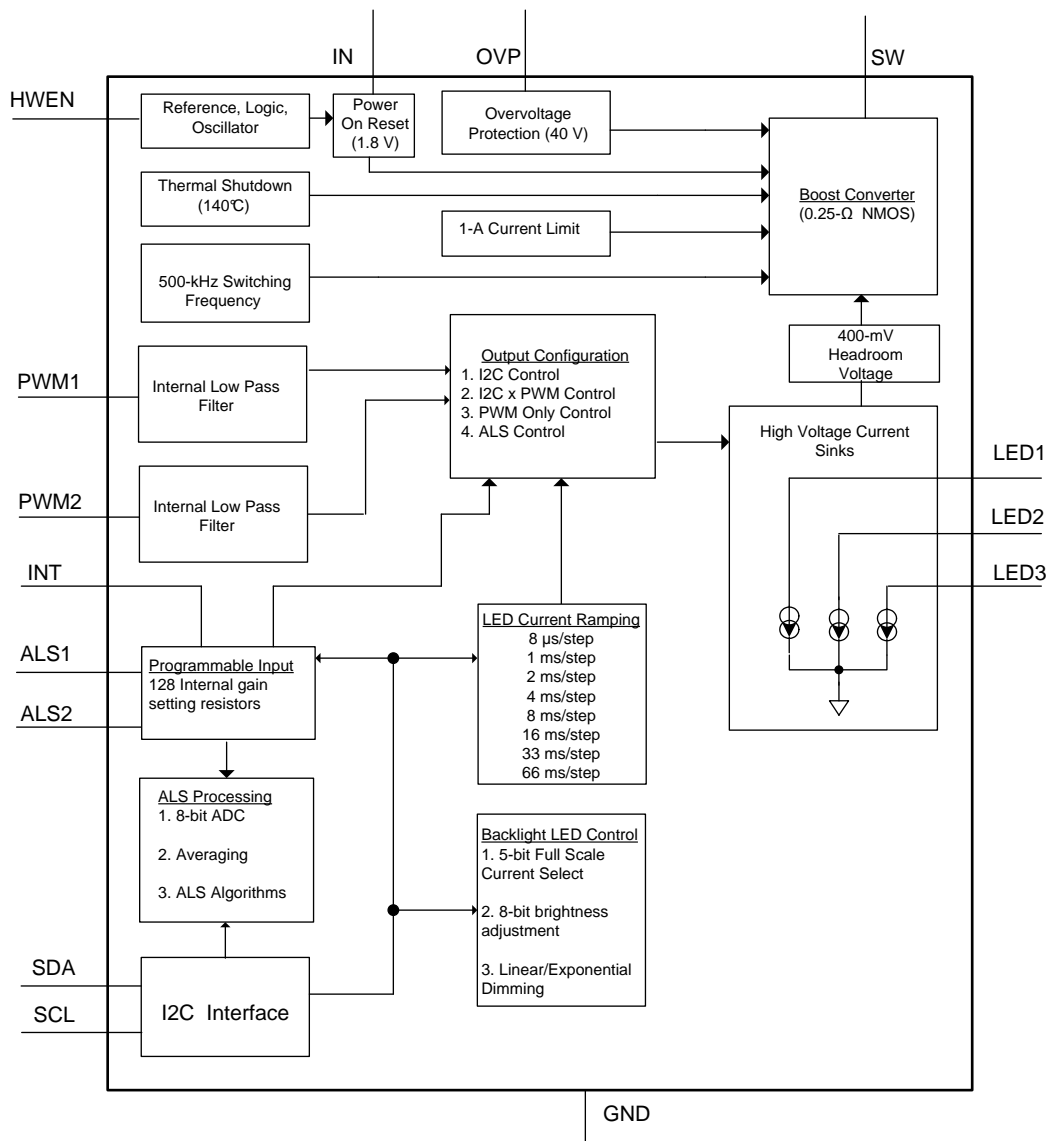 IN
OVP
SW
HWEN
Reference, Logic,
Oscillator
Power
On Reset
(1.8 V)
Overvoltage
Protection (40 V)
Thermal Shutdown
(140°C)
Boost Converter
(0.25-Ω NMOS)
1-A Current Limit
500-kHz Switching
Frequency
400-mV
Headroom
Voltage
PWM1
Internal Low Pass
Filter
Output Configuration
1. I2C Control
2. I2C x PWM Control
3. PWM Only Control
4. ALS Control
High Voltage Current
Sinks
LED1
LED2
LED3
PWM2
Internal Low Pass
Filter
INT
ALS1
ALS2
Programmable Input
128 Internal gain
setting resistors
LED Current Ramping
8 µs/step
1 ms/step
2 ms/step
4 ms/step
8 ms/step
16 ms/step
33 ms/step
66 ms/step
ALS Processing
1. 8-bit ADC
2. Averaging
3. ALS Algorithms
Backlight LED Control
1. 5-bit Full Scale
Current Select
2. 8-bit brightness
adjustment
3. Linear/Exponential
Dimming
SDA
SCL
I2C Interface
GND